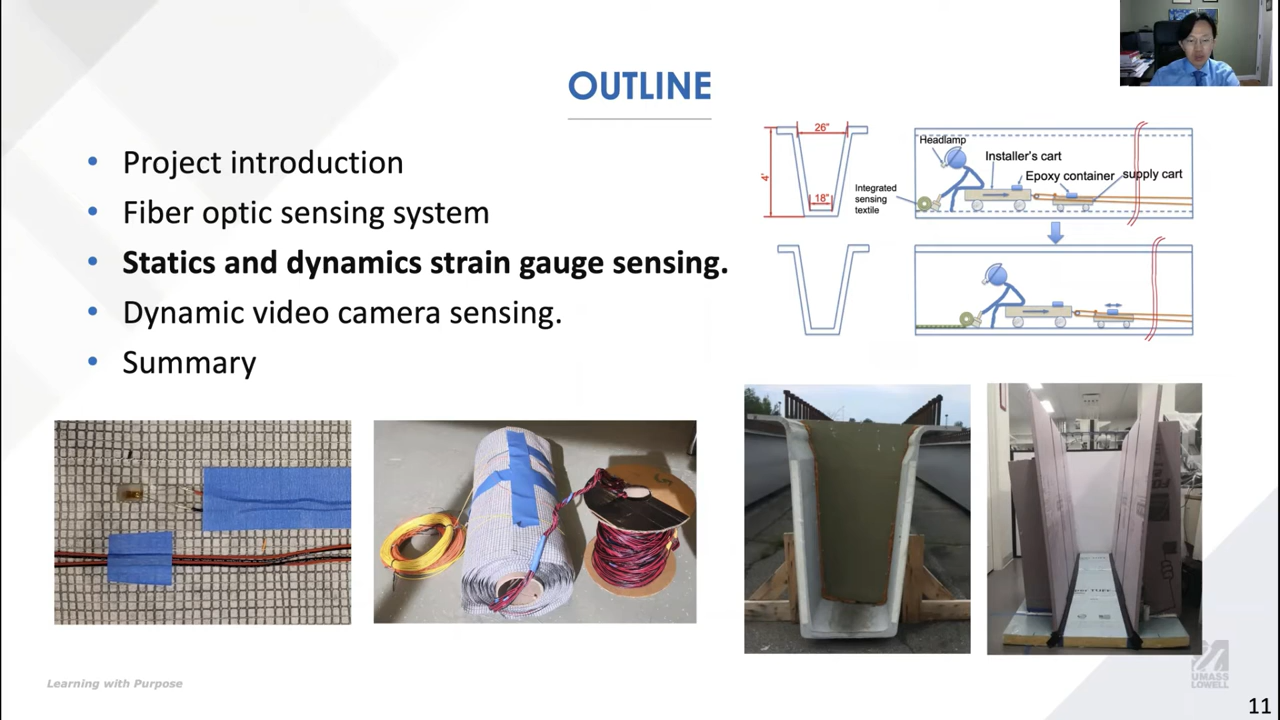 OUTLINE
• Project introduction
• Fiber optic sensing system
• Statics and dynamics strain gauge sensing.
• Dynamic video camera sensing.
• Summary
26"
4'
18"
Headlamp
Installer's cart
Epoxy container
supply cart
Integrated
sensing
textile
Learning with Purpose
UMASS
LOWELL
11